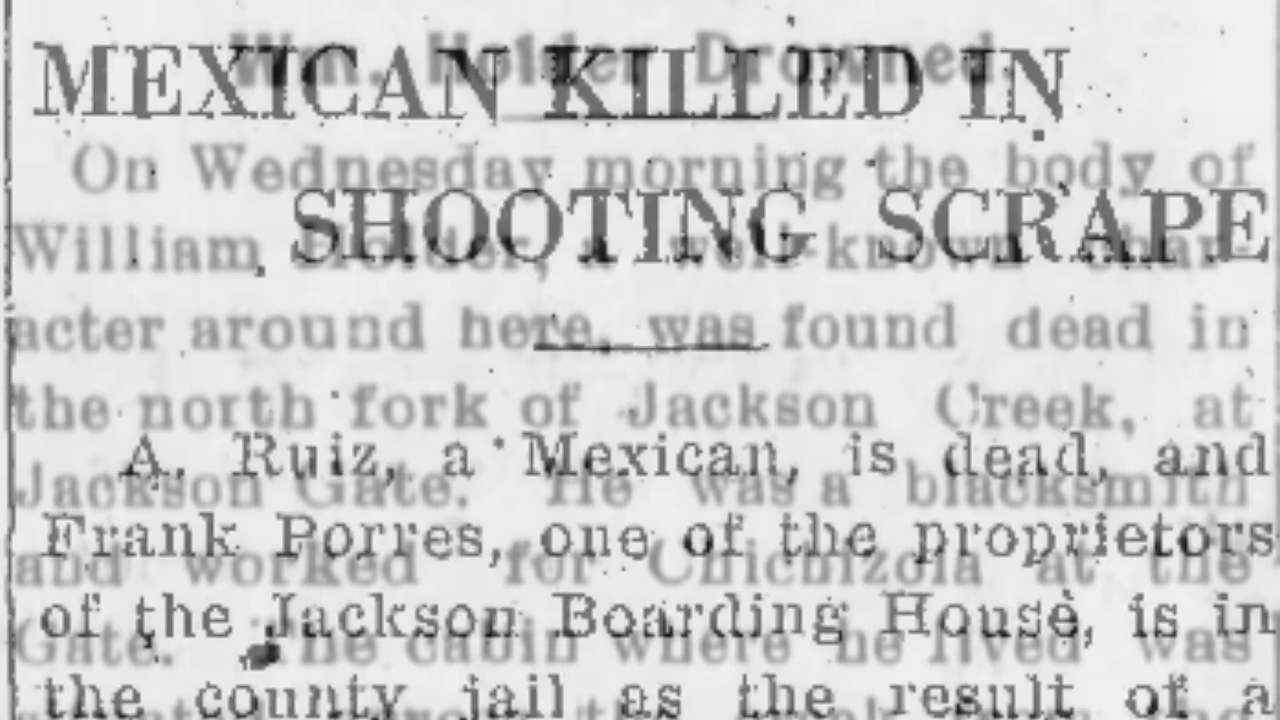 MEXICAN KILLED IN
SHOOTING SCRAPE
A. Ruiz, a Mexican, is dead, and
Frank Porres, one of the proprietors
of the Jackson Boarding House, is in
the county jail as the result of a
Wm. Holder Drowned.
On Wednesday morning the body of
William Holder, a well-known char-
acter around here, was found dead in
the north fork of Jackson Creek, at
Jackson Gate. He was a blacksmith
and worked for Chichizola at the
Gate. The cabin where he lived was